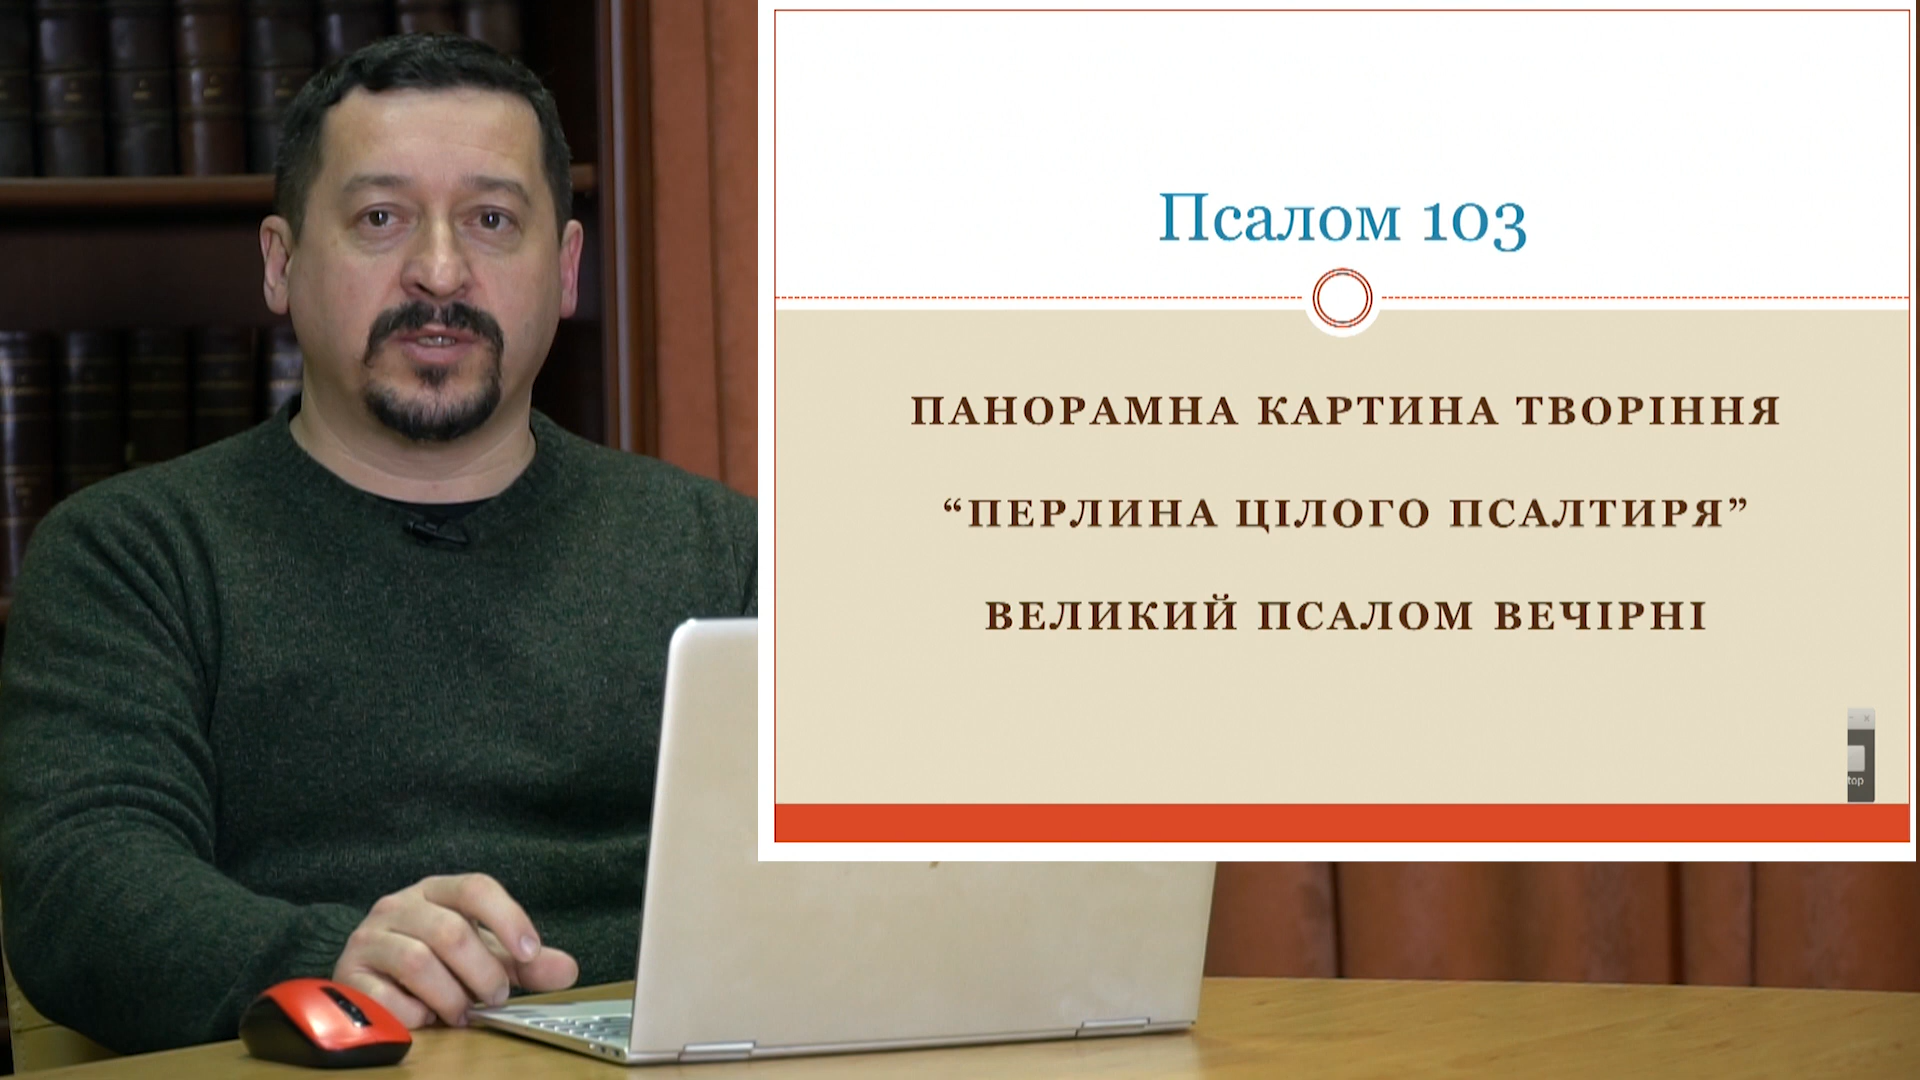 Псалом 103
ПАНОРАМНА КАРТИНА ТВОРІННЯ
“ПЕРЛИНА ЦІЛОГО ПСАЛТИРЯ”
ВЕЛИКИЙ ПСАЛОМ ВЕЧІРНІ